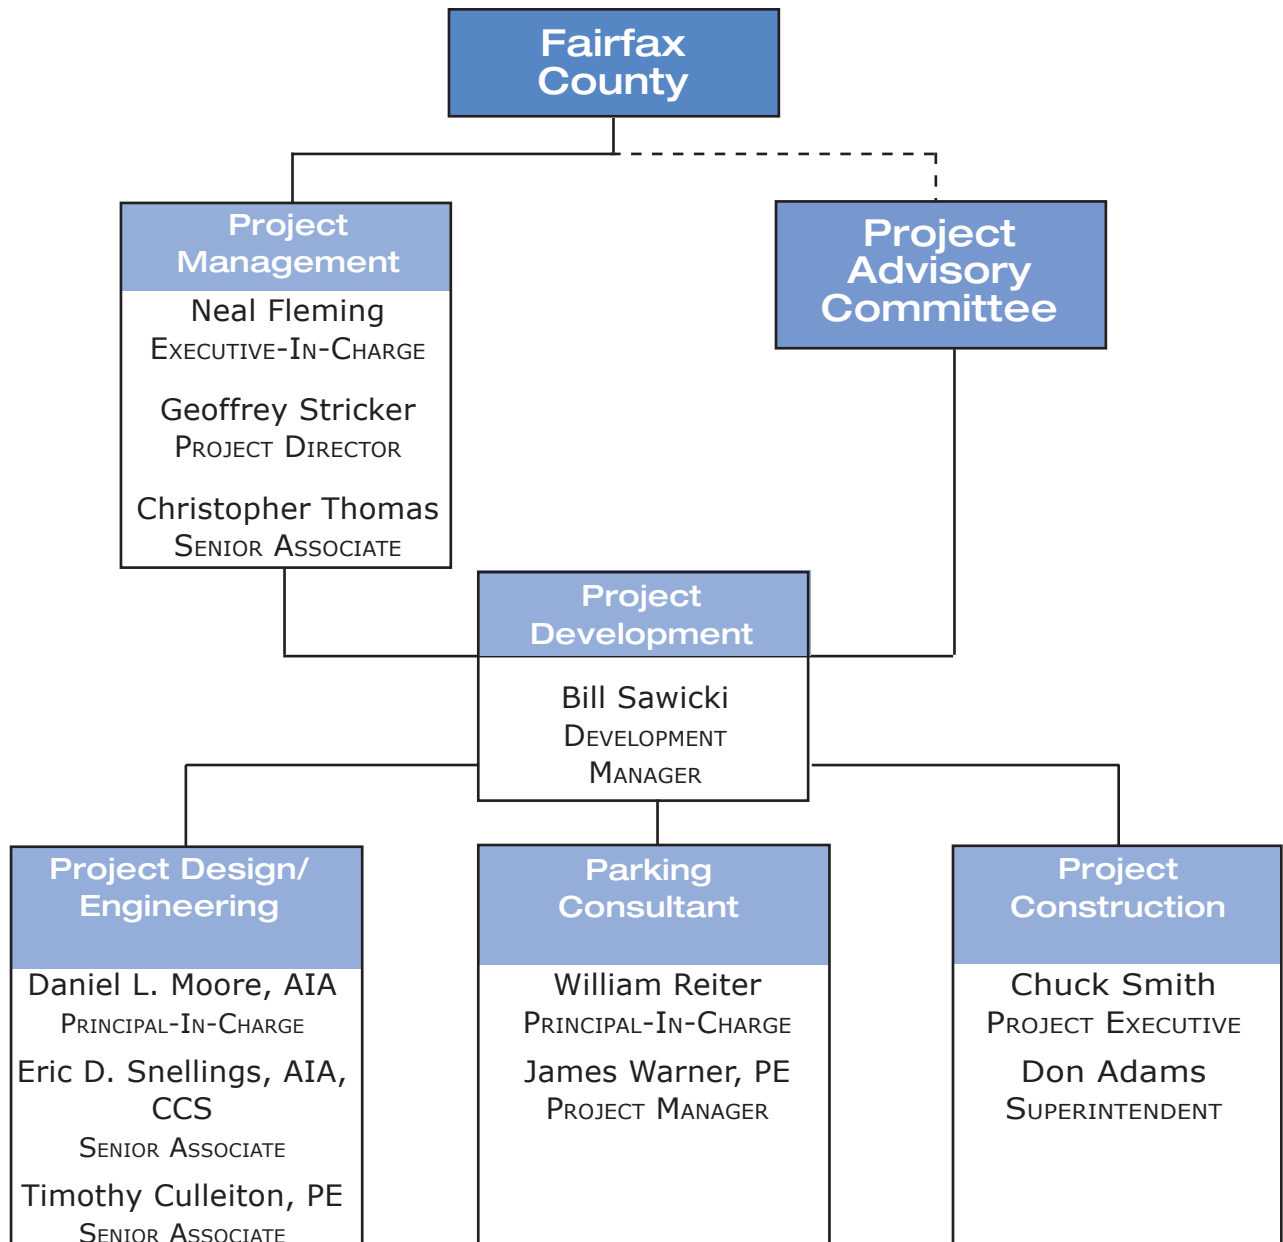 Fairfax
County
Project
Management
Neal Fleming
Executive-In-Charge
Geoffrey Stricker
Project Director
Christopher Thomas
Senior Associate
Project
Advisory
Committee
Project
Development
Bill Sawicki
Development
Manager
Project Design/
Engineering
Daniel L. Moore, AIA
Principal-In-Charge
Eric D. Snellings, AIA,
CCS
Senior Associate
Timothy Culleiton, PE
Senior Associate
Parking
Consultant
William Reiter
Principal-In-Charge
James Warner, PE
Project Manager
Project
Construction
Chuck Smith
Project Executive
Don Adams
Superintendent